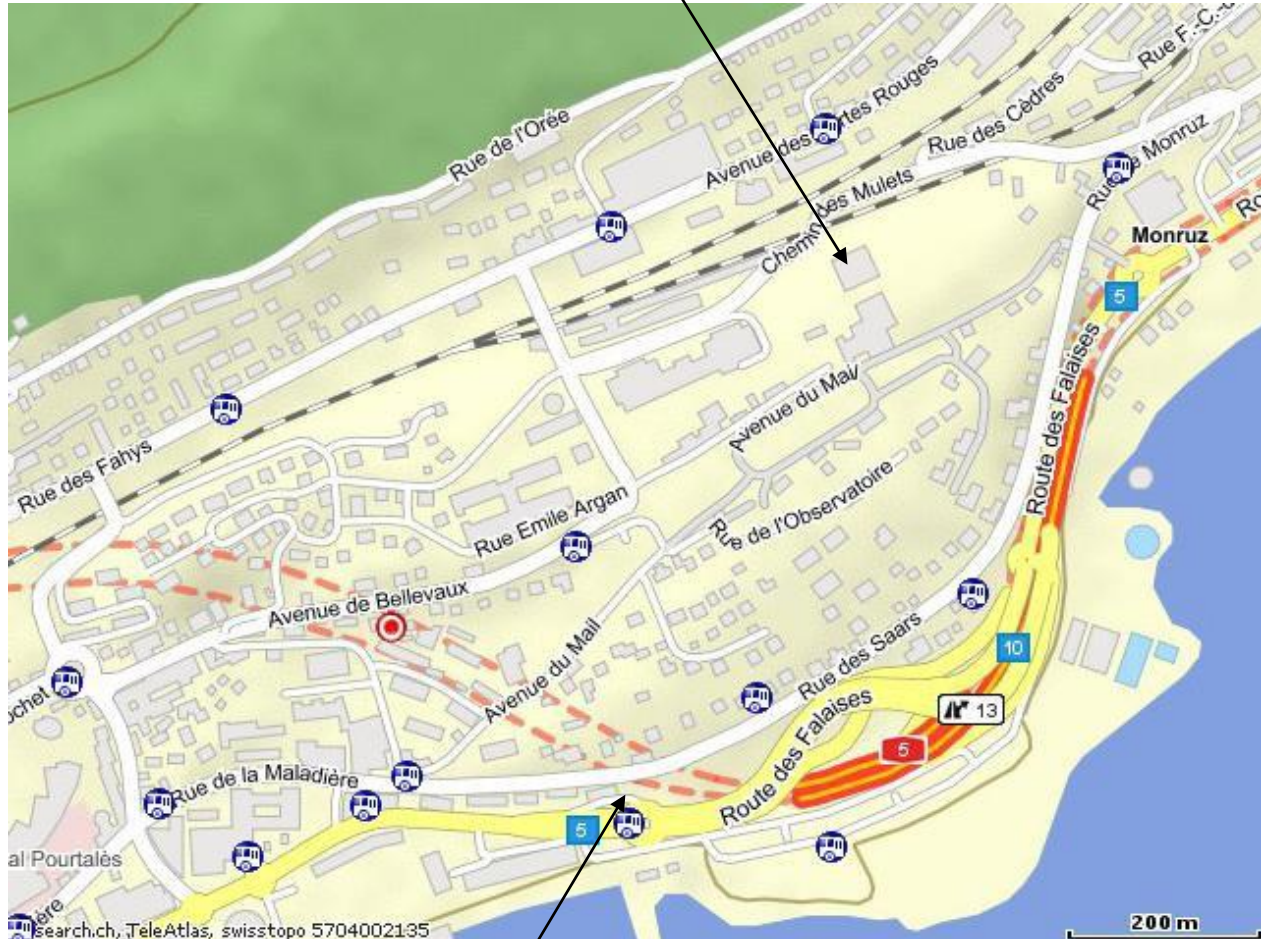 Rue F.-C.-
Rue de l'Orée
Avenue des Portes Rouges
Rue des Cèdres
Chemin des Mulets
Rue de Monruz
Monruz
5
Route des Falaises
Avenue du Mail
Rue des Fahys
Rue Emile Argan
Rue de l'Observatoire
Avenue de Bellevaux
Avenue du Mail
Rue des Saars
10
13
5
Route des Falaises
Rue de la Maladière
5
al Pourtalès
200 m
search.ch, TeleAtlas, swisstopo 5704002135